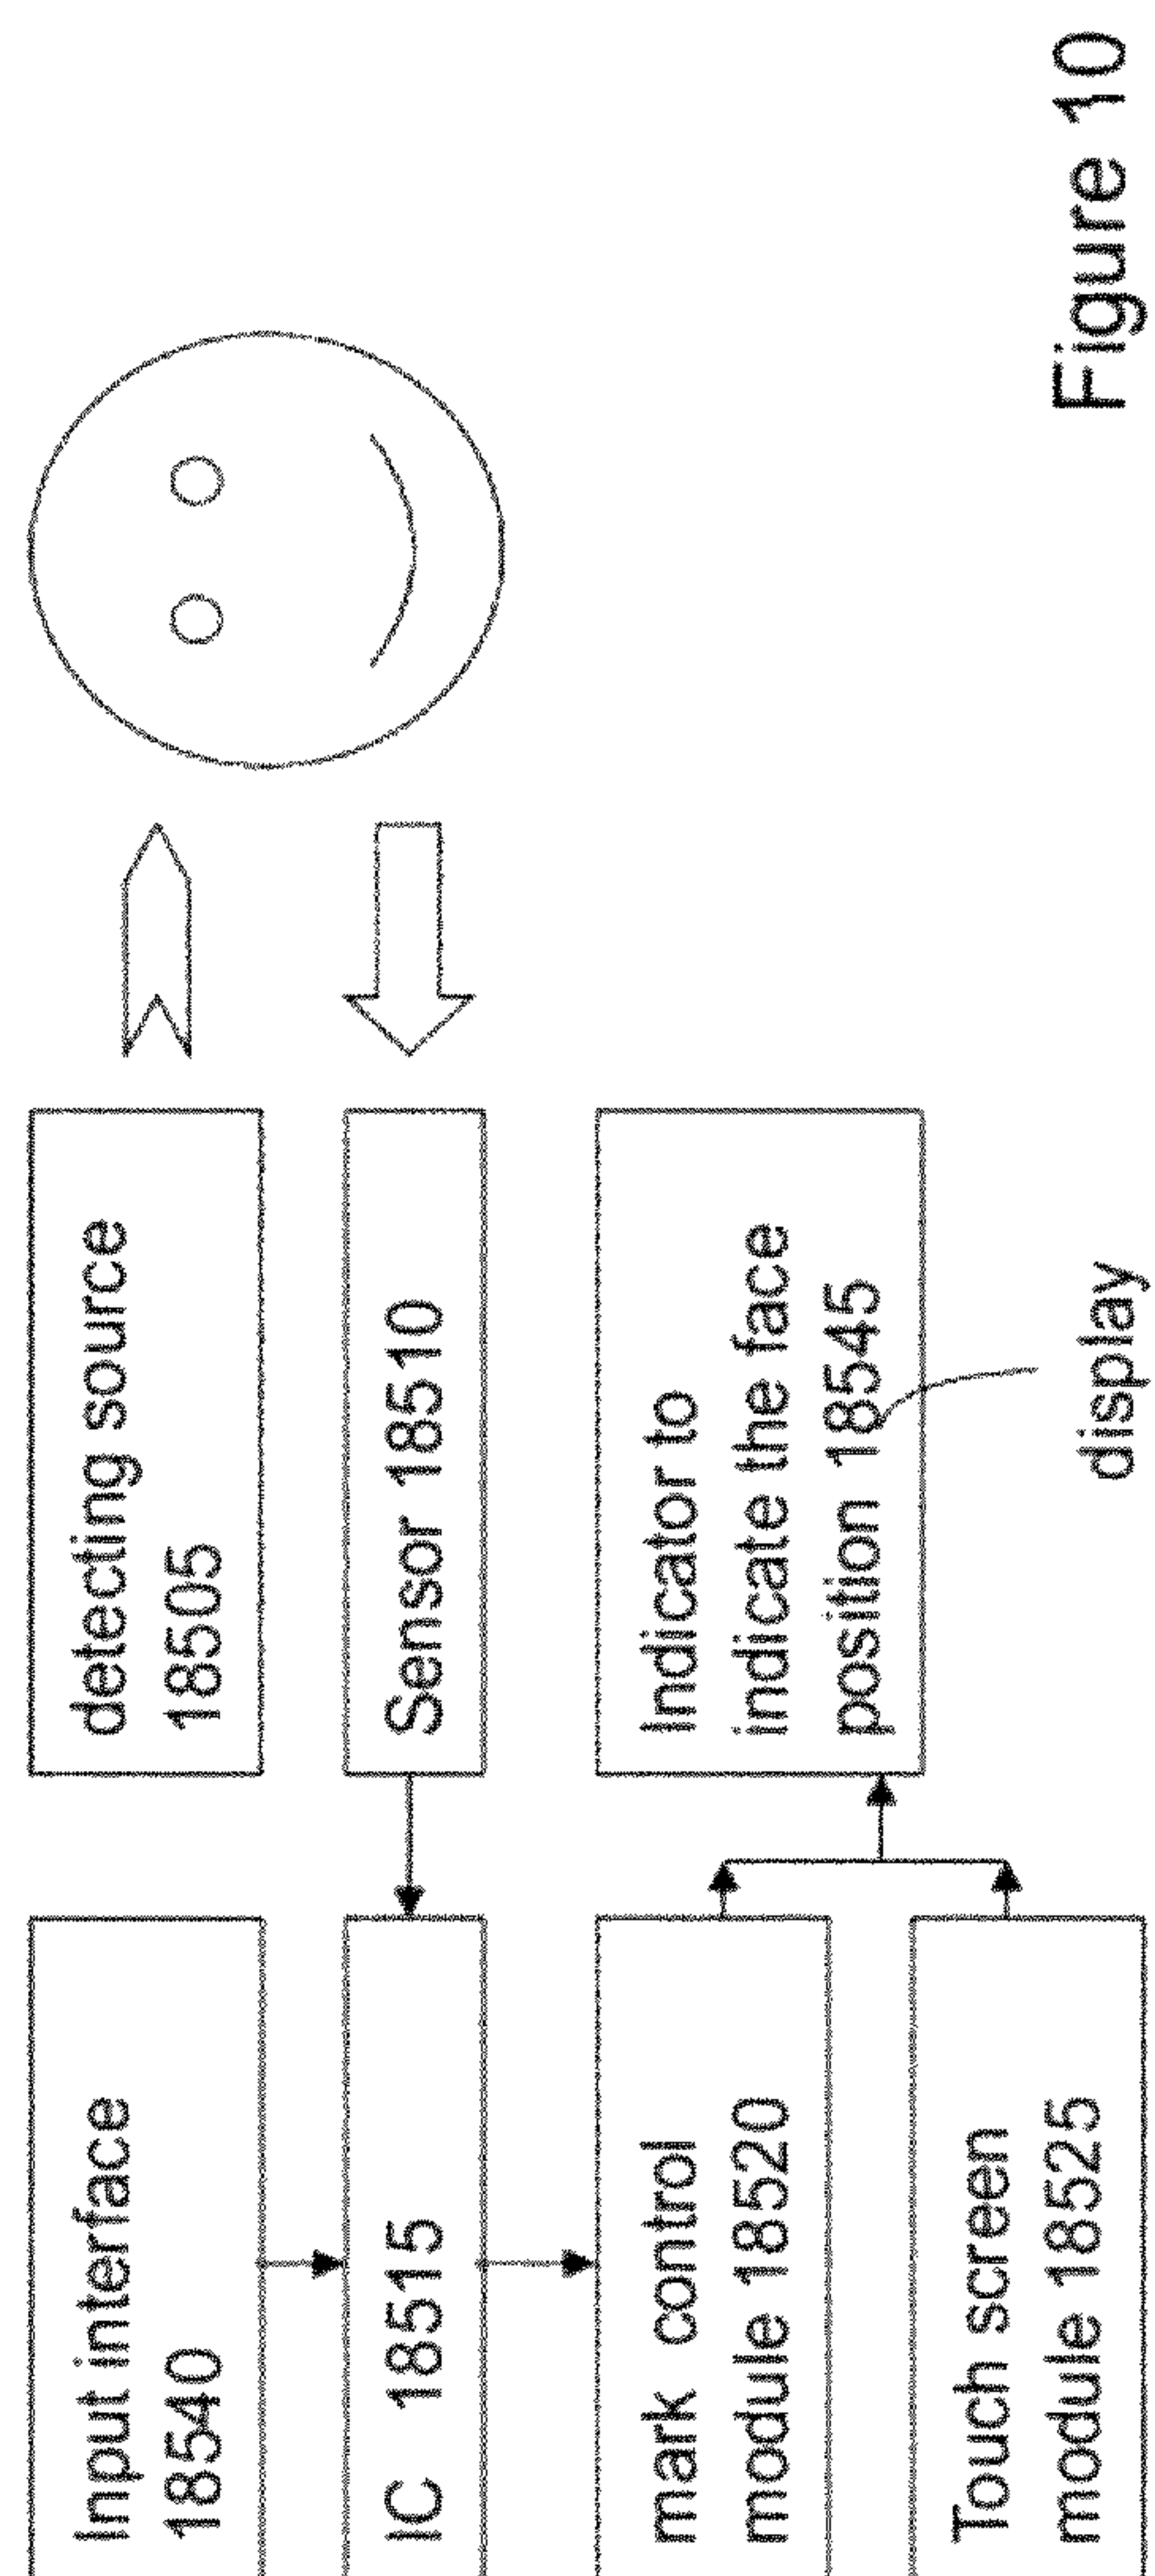 Input interface
18540
detecting source
18505
IC 18515
Sensor 18510
mark control
module 18520
Indicator to
indicate the face
position 18545
Touch screen
module 18525
display
Figure 10